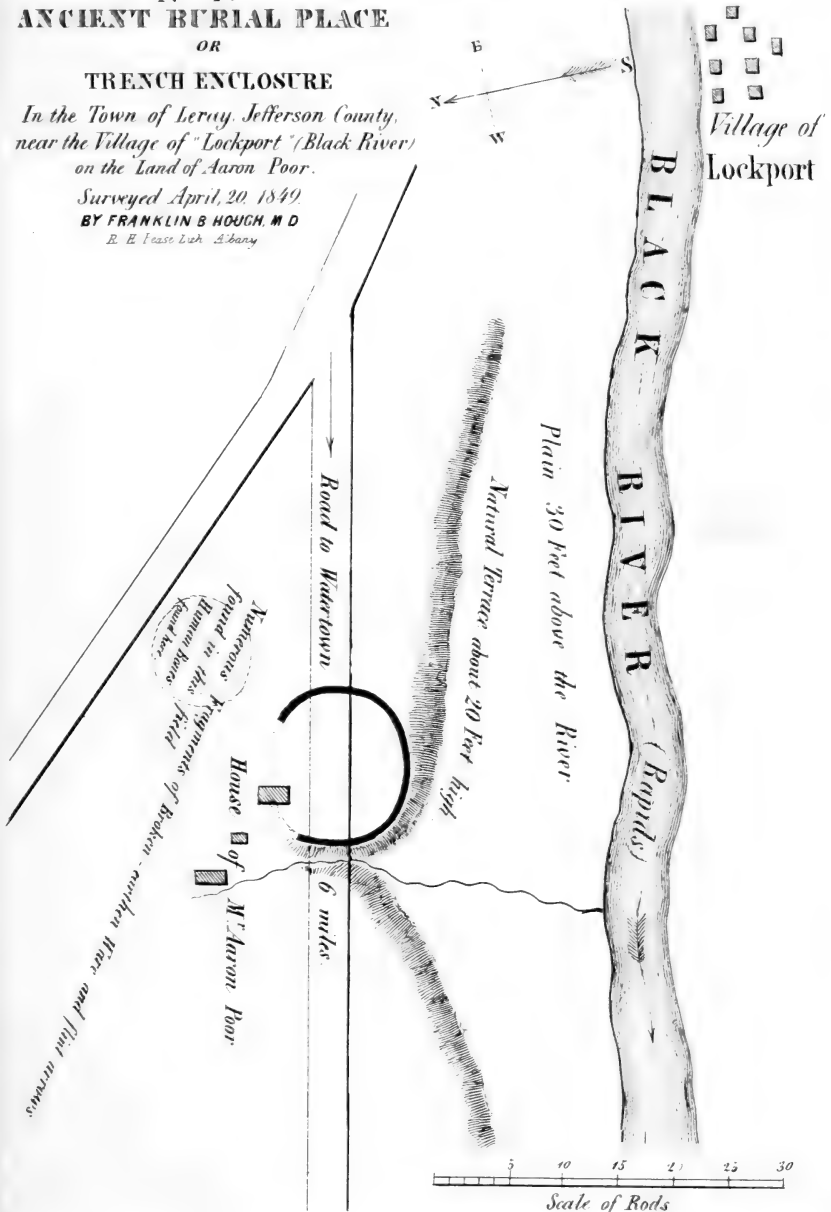 ANCIENT BURIAL PLACE
OR
TRENCH ENCLOSURE
In the Town of Leray, Jefferson County,
near the Village of "Lockport" (Black River)
on the Land of Aaron Poor.
Surveyed April, 20. 1849.
BY FRANKLIN B HOUGH, M D
R. H. Pease Lith Albany
E
S
N
W
Village of
Lockport
BLACK RIVER (Rapids)
Plain 30 Feet above the River
Natural Terrace about 20 Feet high
Road to Watertown
6 miles.
Numerous Fragments of Broken-earthen Ware and flint arrows
found in this field
Human Bones
found here
House of Mr. Aaron Poor
5 10 15 20 25 30
Scale of Rods